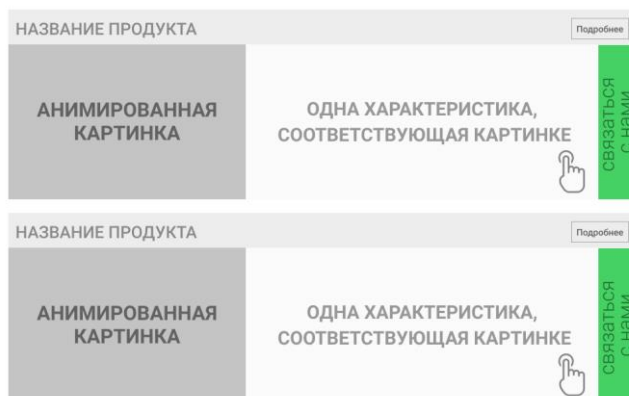 НАЗВАНИЕ ПРОДУКТА
Подробнее
АНИМИРОВАННАЯ
КАРТИНКА
ОДНА ХАРАКТЕРИСТИКА,
СООТВЕТСТВУЮЩАЯ КАРТИНКЕ
связаться
с нами
НАЗВАНИЕ ПРОДУКТА
Подробнее
АНИМИРОВАННАЯ
КАРТИНКА
ОДНА ХАРАКТЕРИСТИКА,
СООТВЕТСТВУЮЩАЯ КАРТИНКЕ
связаться
с нами